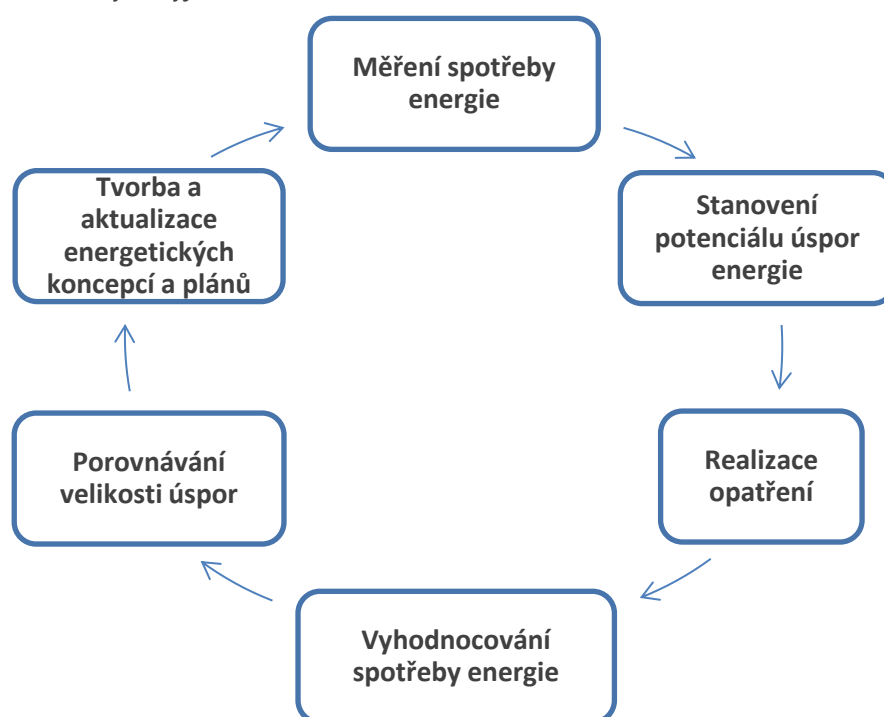 Měření spotřeby
energie
Stanovení
potenciálu úspor
energie
Realizace
opatření
Vyhodnocování
spotřeby energie
Porovnávání
velikosti úspor
Tvorba a
aktualizace
energetických
koncepcí a plánů